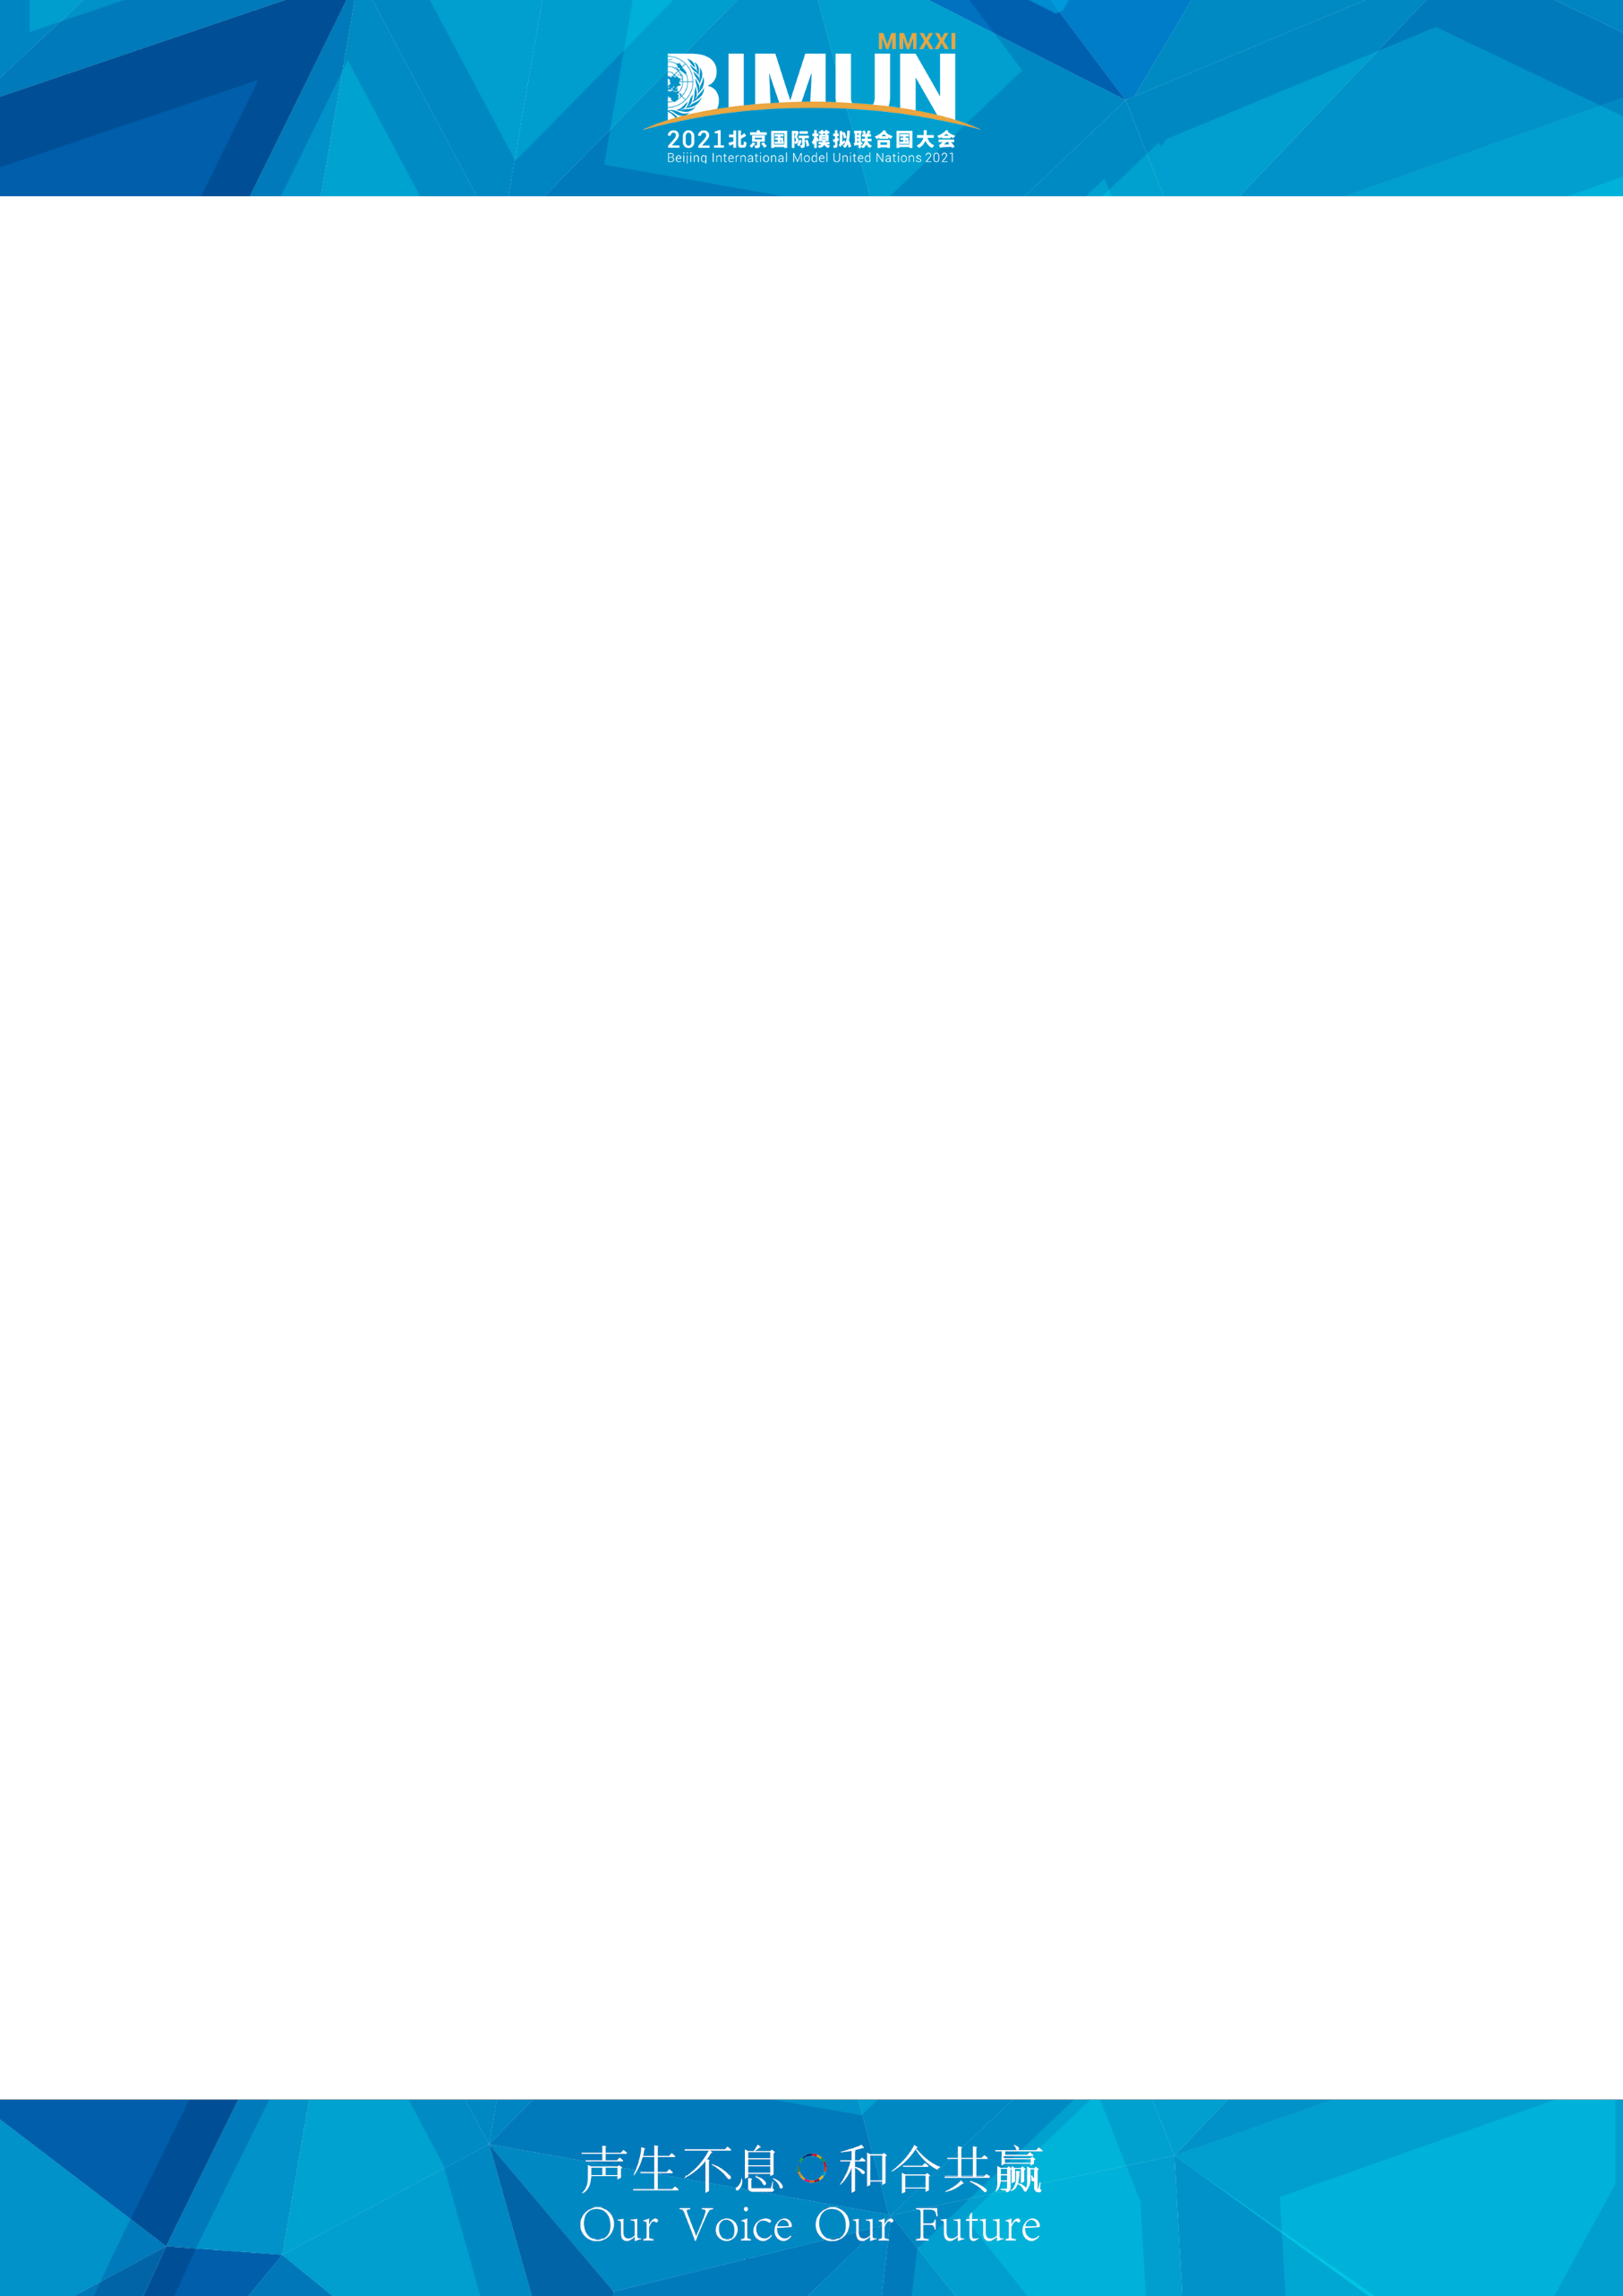 MMXXI
BIMUN
2021北京国际模拟联合国大会
Beijing International Model United Nations 2021
声生不息 和合共赢
Our Voice Our Future